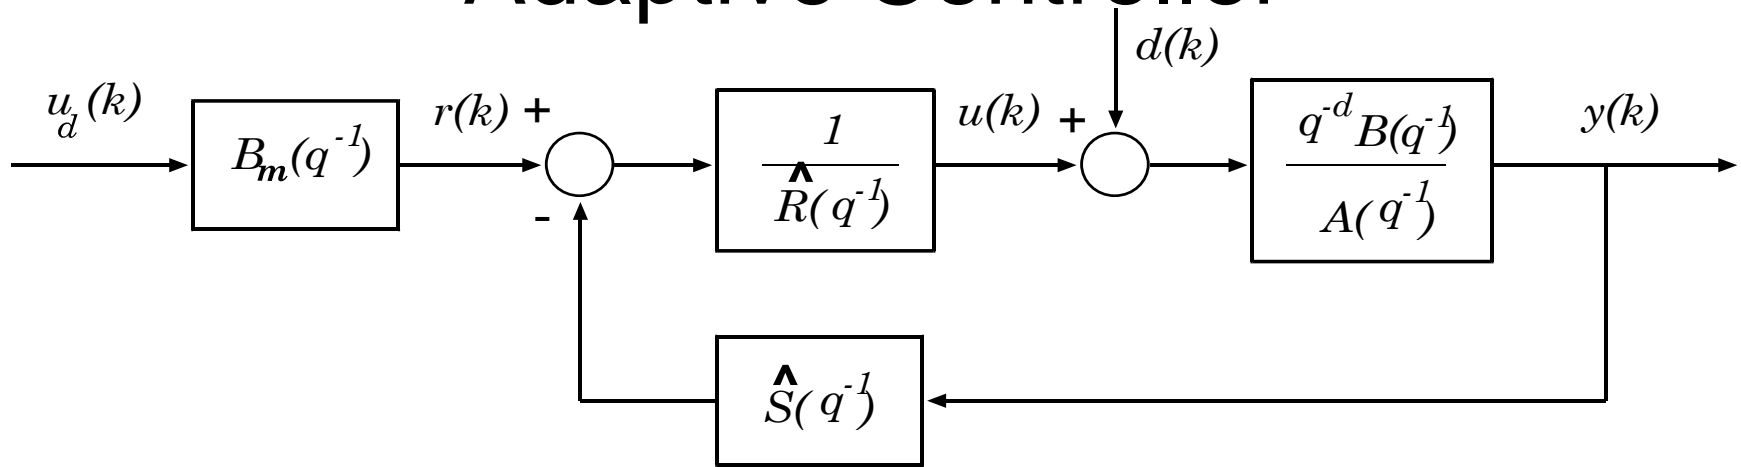 Adaptive Controller
d(k)
u_d(k)
B_m(q^{-1})
r(k) +
-
1
R̂(q^{-1})
u(k) +
q^{-d}B(q^{-1})
A(q^{-1})
y(k)
Ŝ(q^{-1})